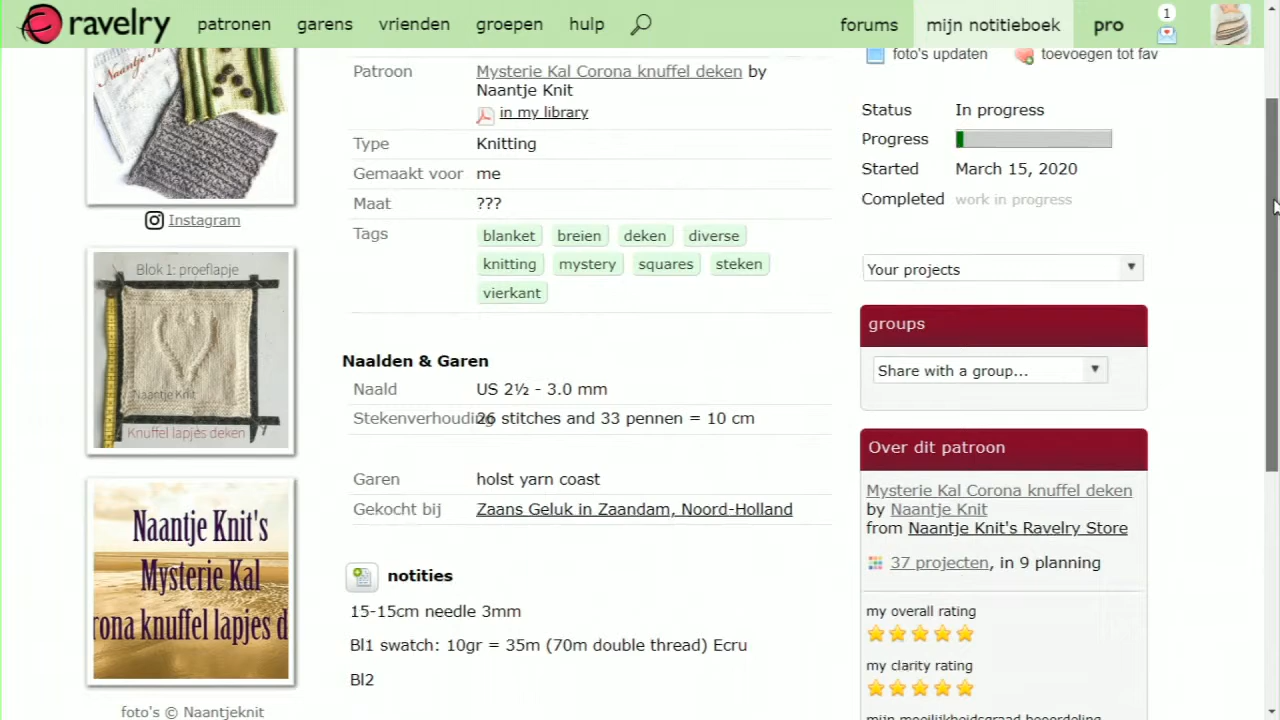 ravelry patronen garens vrienden groepen hulp forums mijn notitieboek pro 1
Naantje Knit
Instagram
Blok 1: proeflapje
Naantje Knit
Knuffel lapjes deken
Naantje Knit's
Mysterie Kal
rona knuffel lapjes d
foto's © Naantjeknit
Patroon Mysterie Kal Corona knuffel deken by
Naantje Knit
in my library
Type Knitting
Gemaakt voor me
Maat ???
Tags blanket breien deken diverse
knitting mystery squares steken
vierkant
Naalden & Garen
Naald US 2½ - 3.0 mm
Stekenverhouding 26 stitches and 33 pennen = 10 cm
Garen holst yarn coast
Gekocht bij Zaans Geluk in Zaandam, Noord-Holland
notities
15-15cm needle 3mm
Bl1 swatch: 10gr = 35m (70m double thread) Ecru
Bl2
foto's updaten toevoegen tot fav
Status In progress
Progress
Started March 15, 2020
Completed work in progress
Your projects
groups
Share with a group...
Over dit patroon
Mysterie Kal Corona knuffel deken
by Naantje Knit
from Naantje Knit's Ravelry Store
37 projecten, in 9 planning
my overall rating
my clarity rating
mijn moeilijkheidsgraad beoordeling